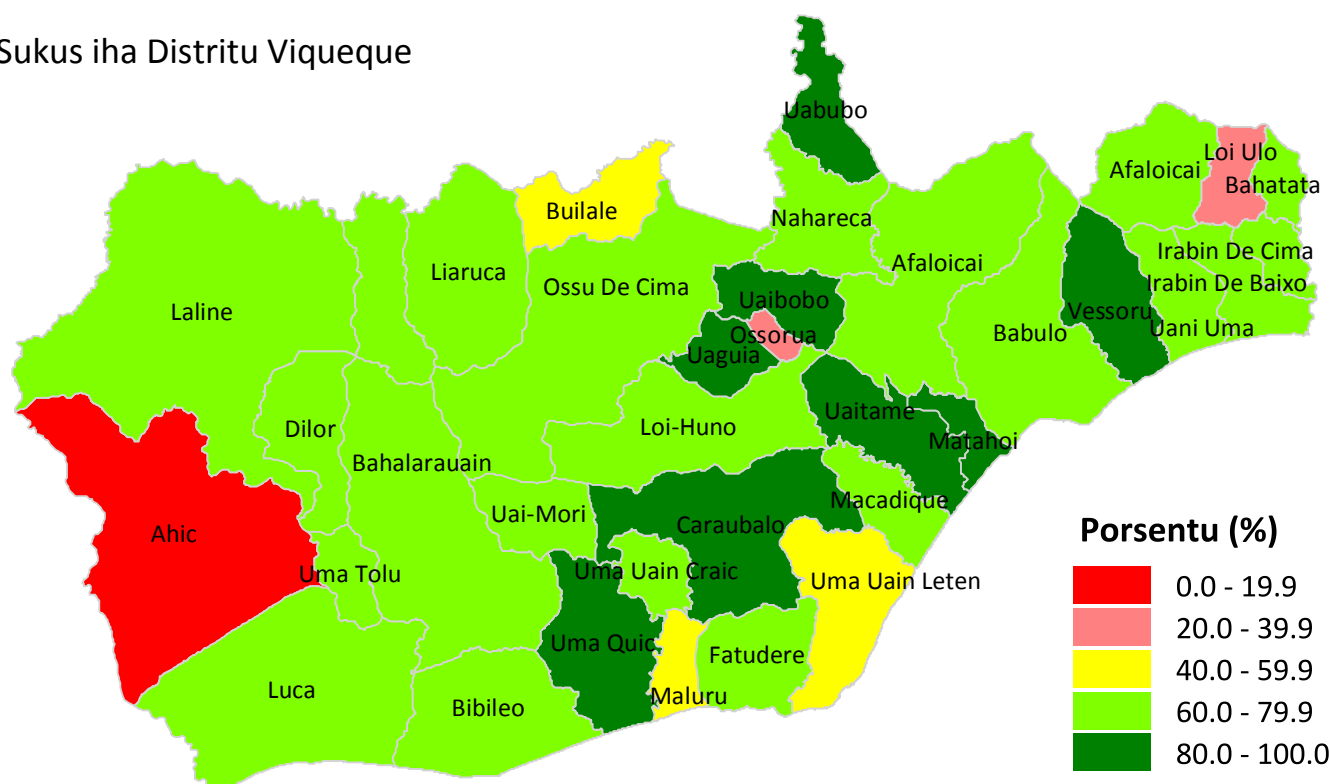 Sukus iha Distritu Viqueque
Uabubo
Afaloicai
Loi Ulo
Bahatata
Builale
Nahareca
Irabin De Cima
Liaruca
Ossu De Cima
Afaloicai
Irabin De Baixo
Laline
Uaibobo
Vessoru
Uani Uma
Ossorua
Babulo
Uaguia
Dilor
Loi-Huno
Uaitame
Matahoi
Bahalarauain
Macadique
Uai-Mori
Caraubalo
Ahic
Uma Tolu
Uma Uain Craic
Uma Uain Leten
Uma Quic
Fatudere
Luca
Maluru
Bibileo
Porsentu (%)
0.0 - 19.9
20.0 - 39.9
40.0 - 59.9
60.0 - 79.9
80.0 - 100.0